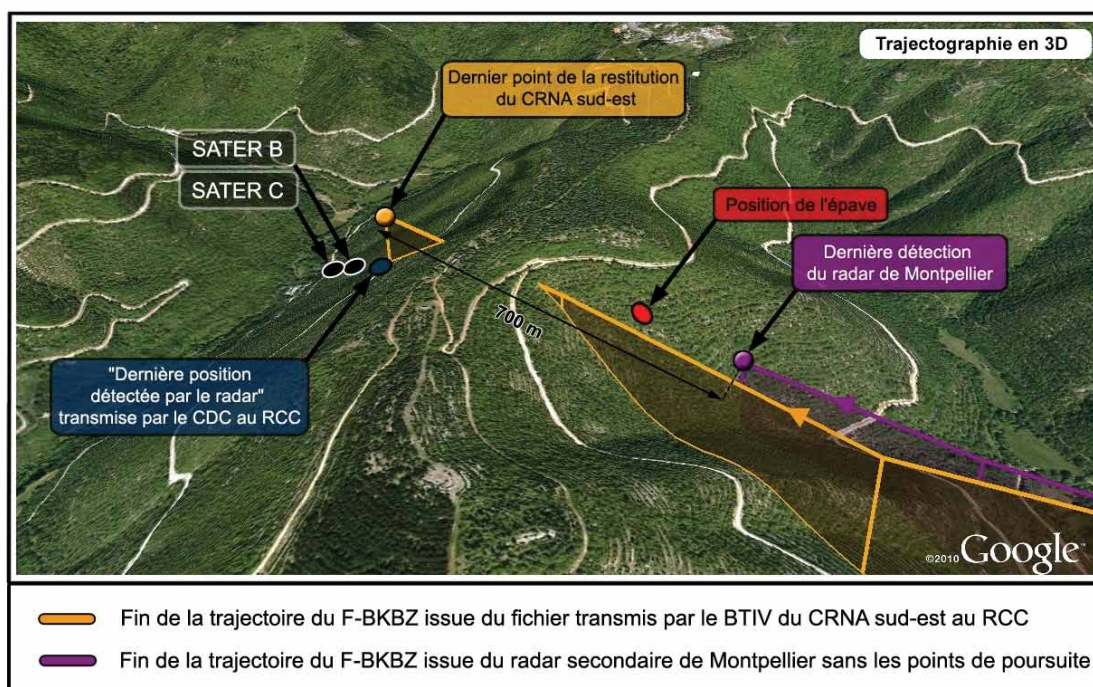 Trajectographie en 3D
Dernier point de la restitution
du CRNA sud-est
SATER B
SATER C
Position de l'épave
Dernière détection
du radar de Montpellier
700 m
"Dernière position
détectée par le radar"
transmise par le CDC au RCC
©2010 Google™
Fin de la trajectoire du F-BKBZ issue du fichier transmis par le BTIV du CRNA sud-est au RCC
Fin de la trajectoire du F-BKBZ issue du radar secondaire de Montpellier sans les points de poursuite